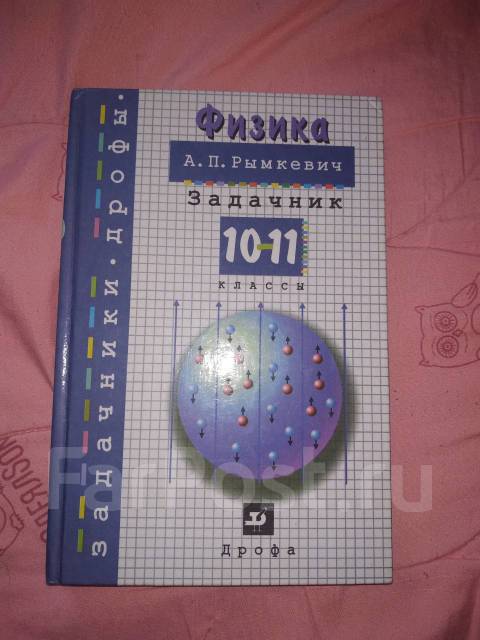 Физика
А.П.Рымкевич
Задачник
10-11
классы
задачники·дрофы·
Дрофа
FarPost.ru